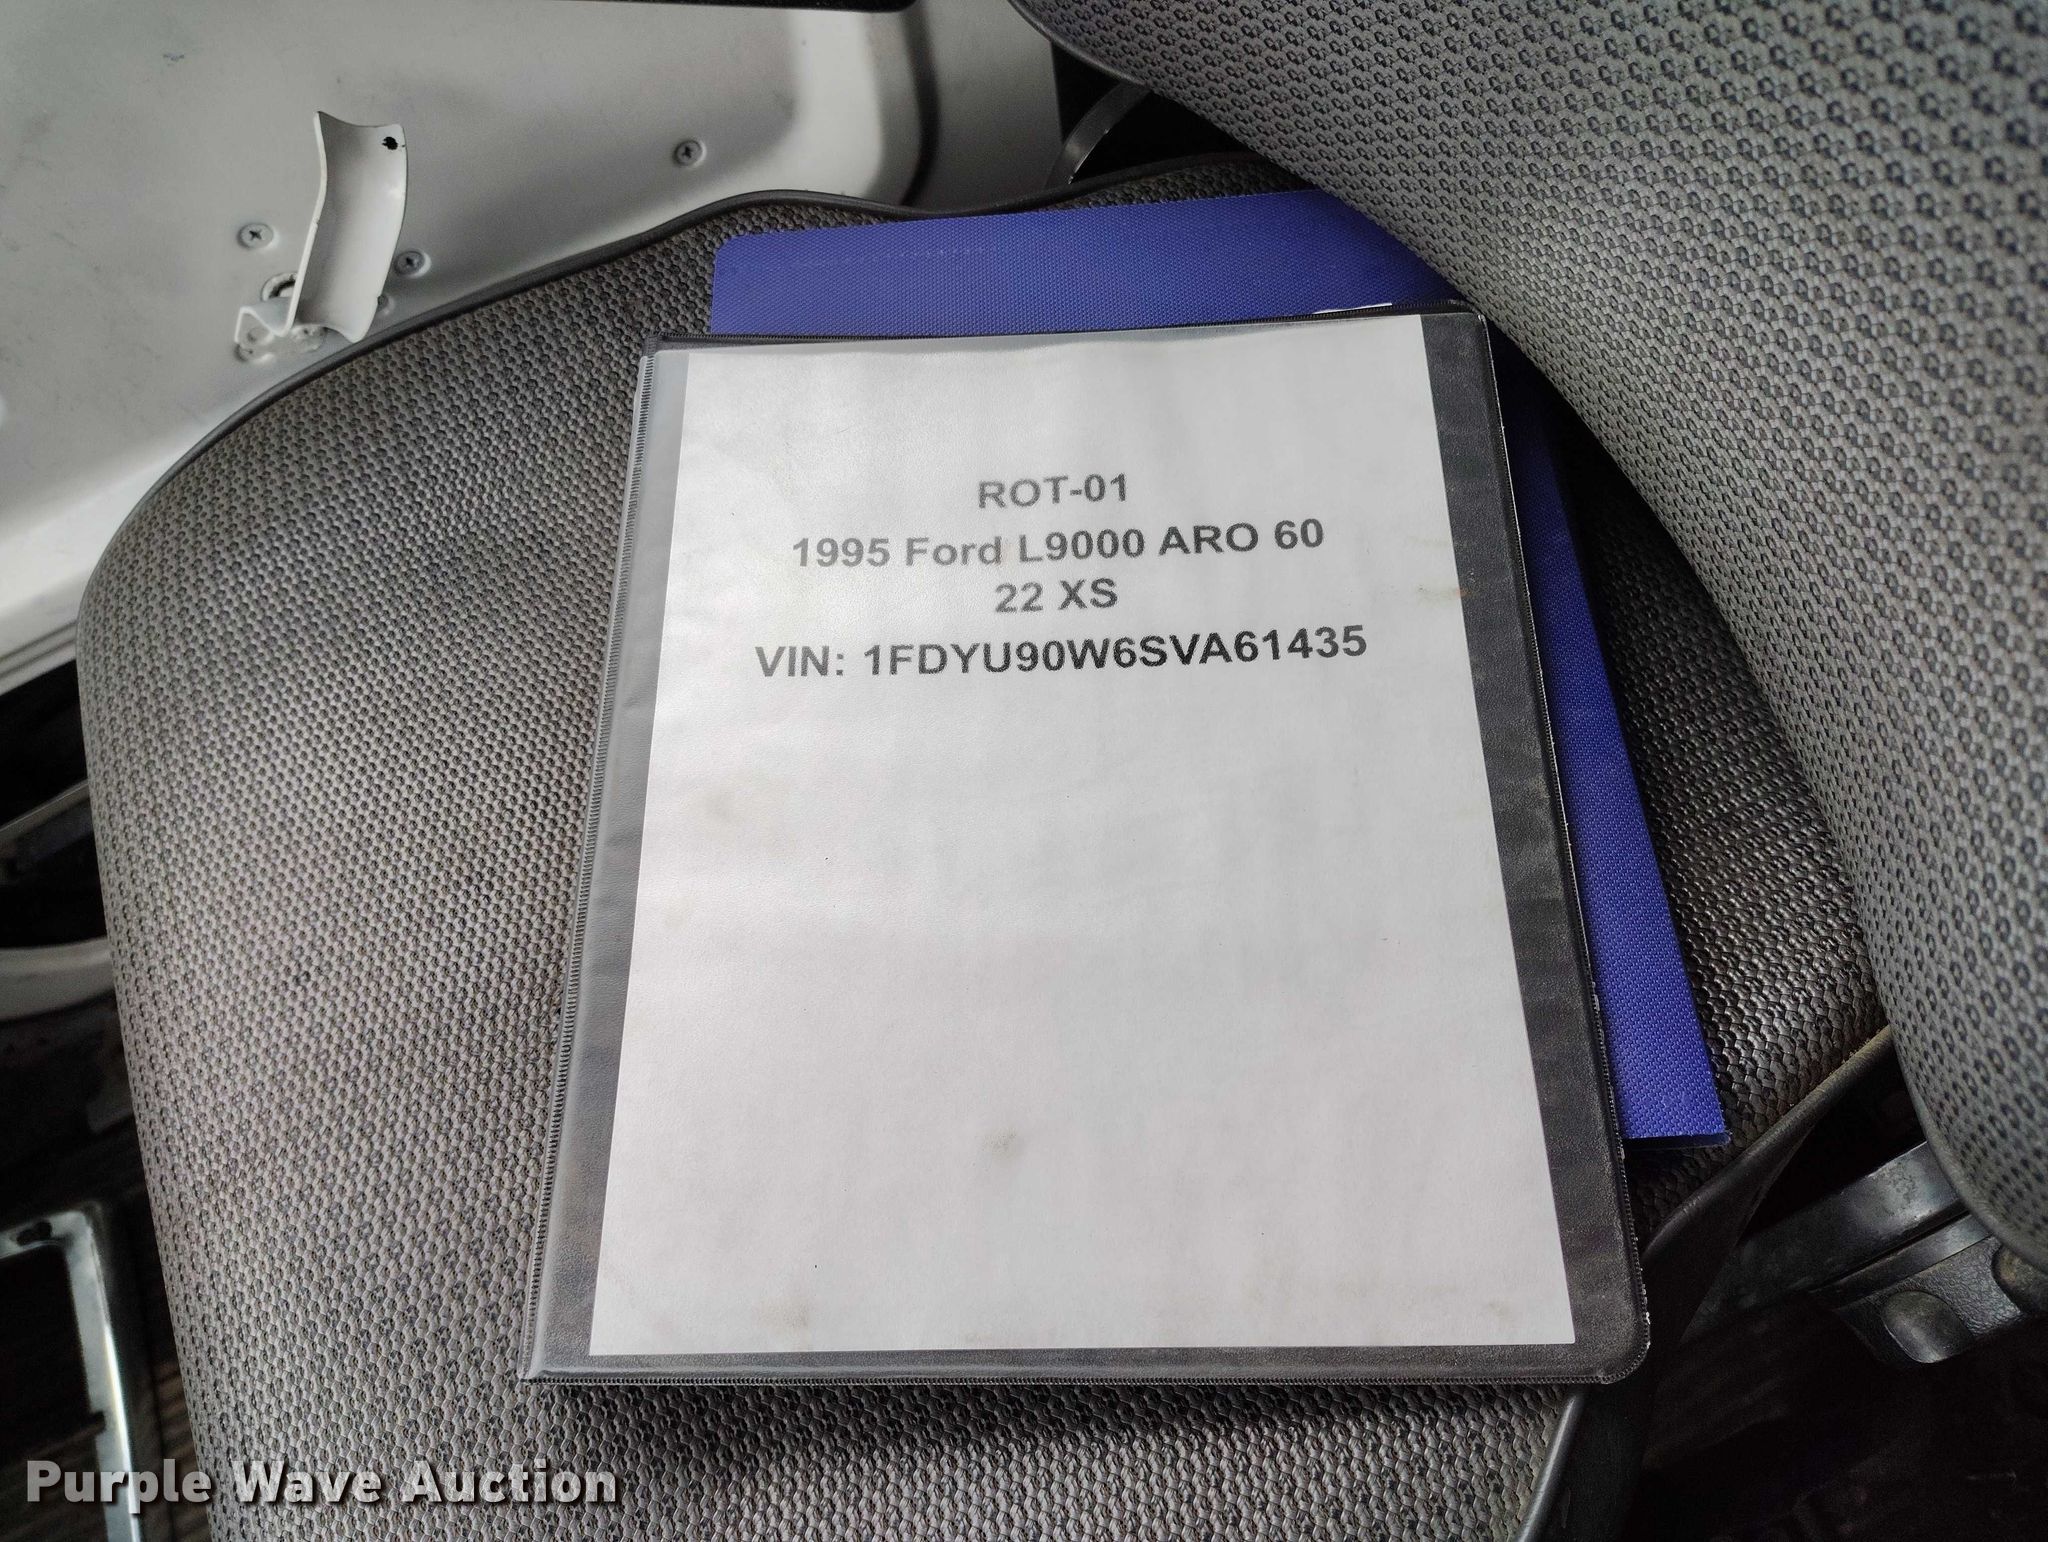 ROT-01
1995 Ford L9000 ARO 60
22 XS
VIN: 1FDYU90W6SVA61435
Purple Wave Auction